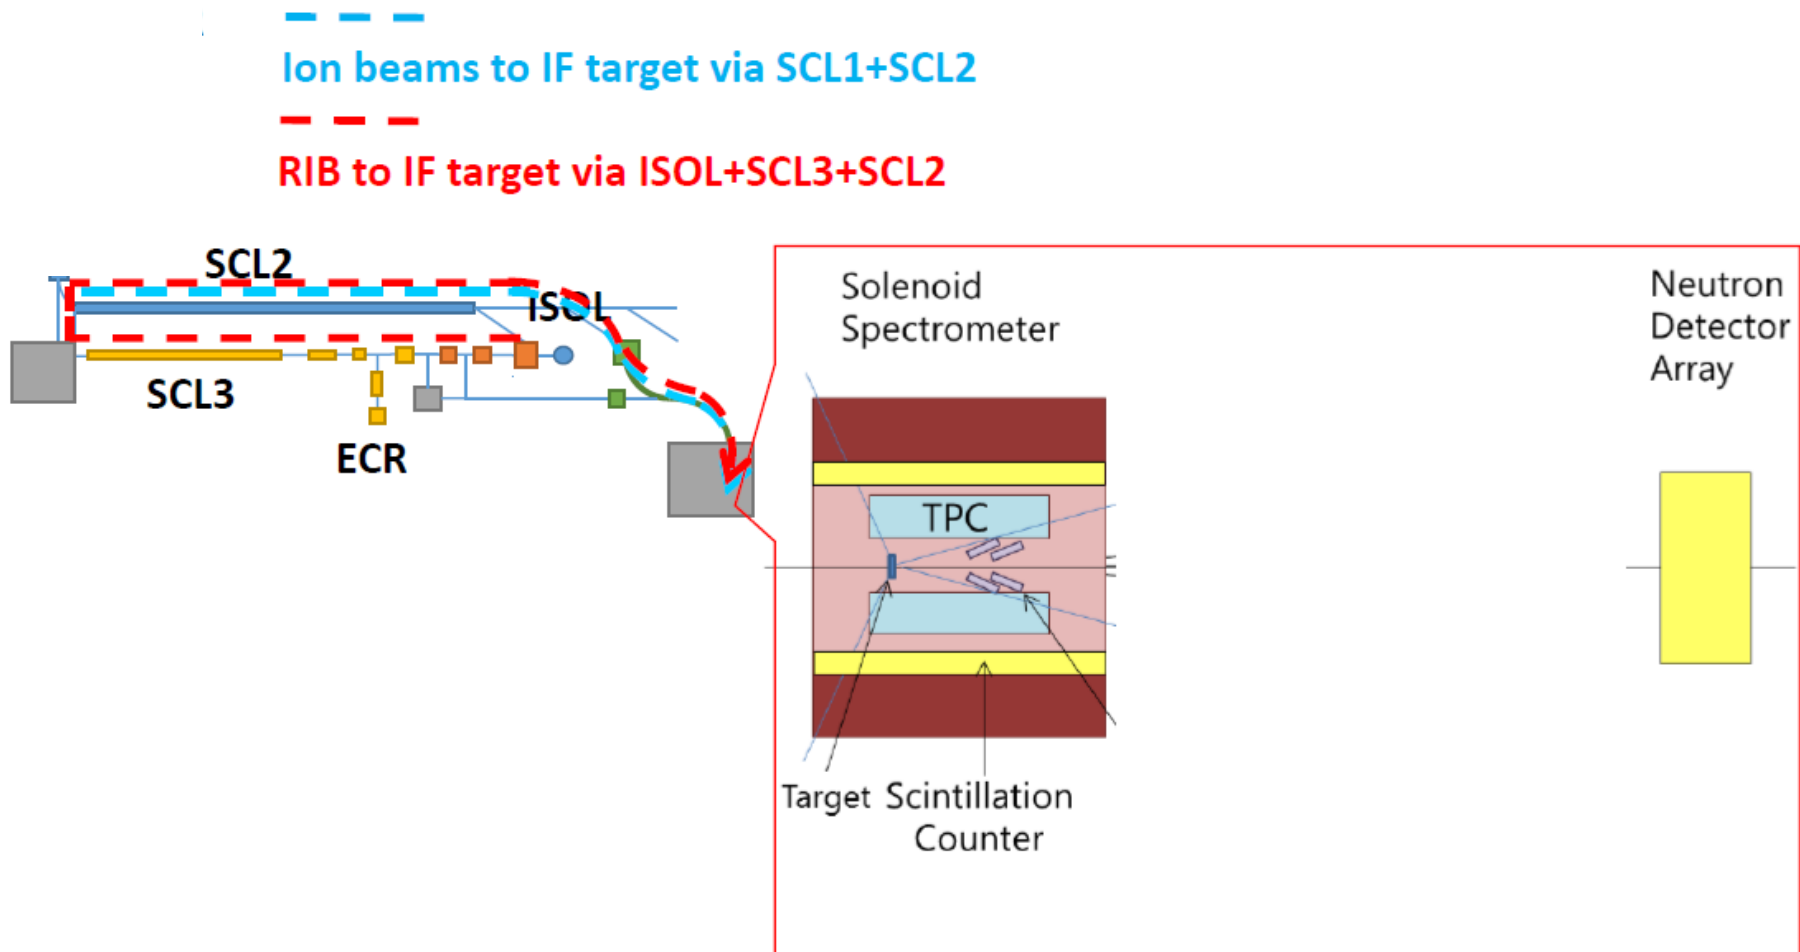 Ion beams to IF target via SCL1+SCL2
RIB to IF target via ISOL+SCL3+SCL2
SCL2
ISOL
SCL3
ECR
Solenoid
Spectrometer
Neutron
Detector
Array
TPC
Target
Scintillation
Counter